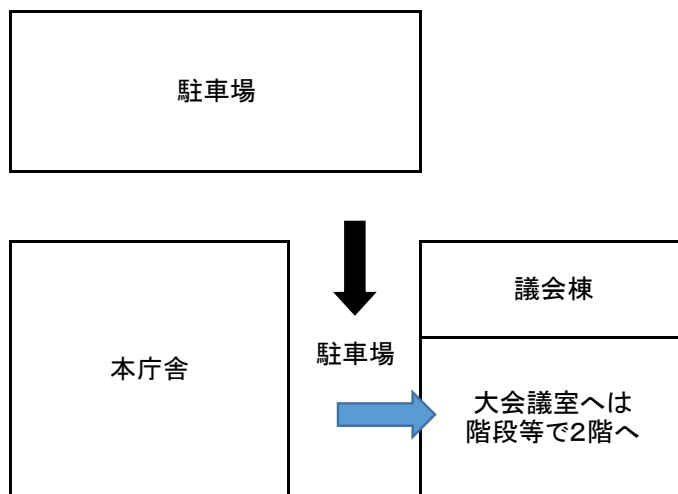 駐車場
議会棟
駐車場
本庁舎
大会議室へは
階段等で2階へ